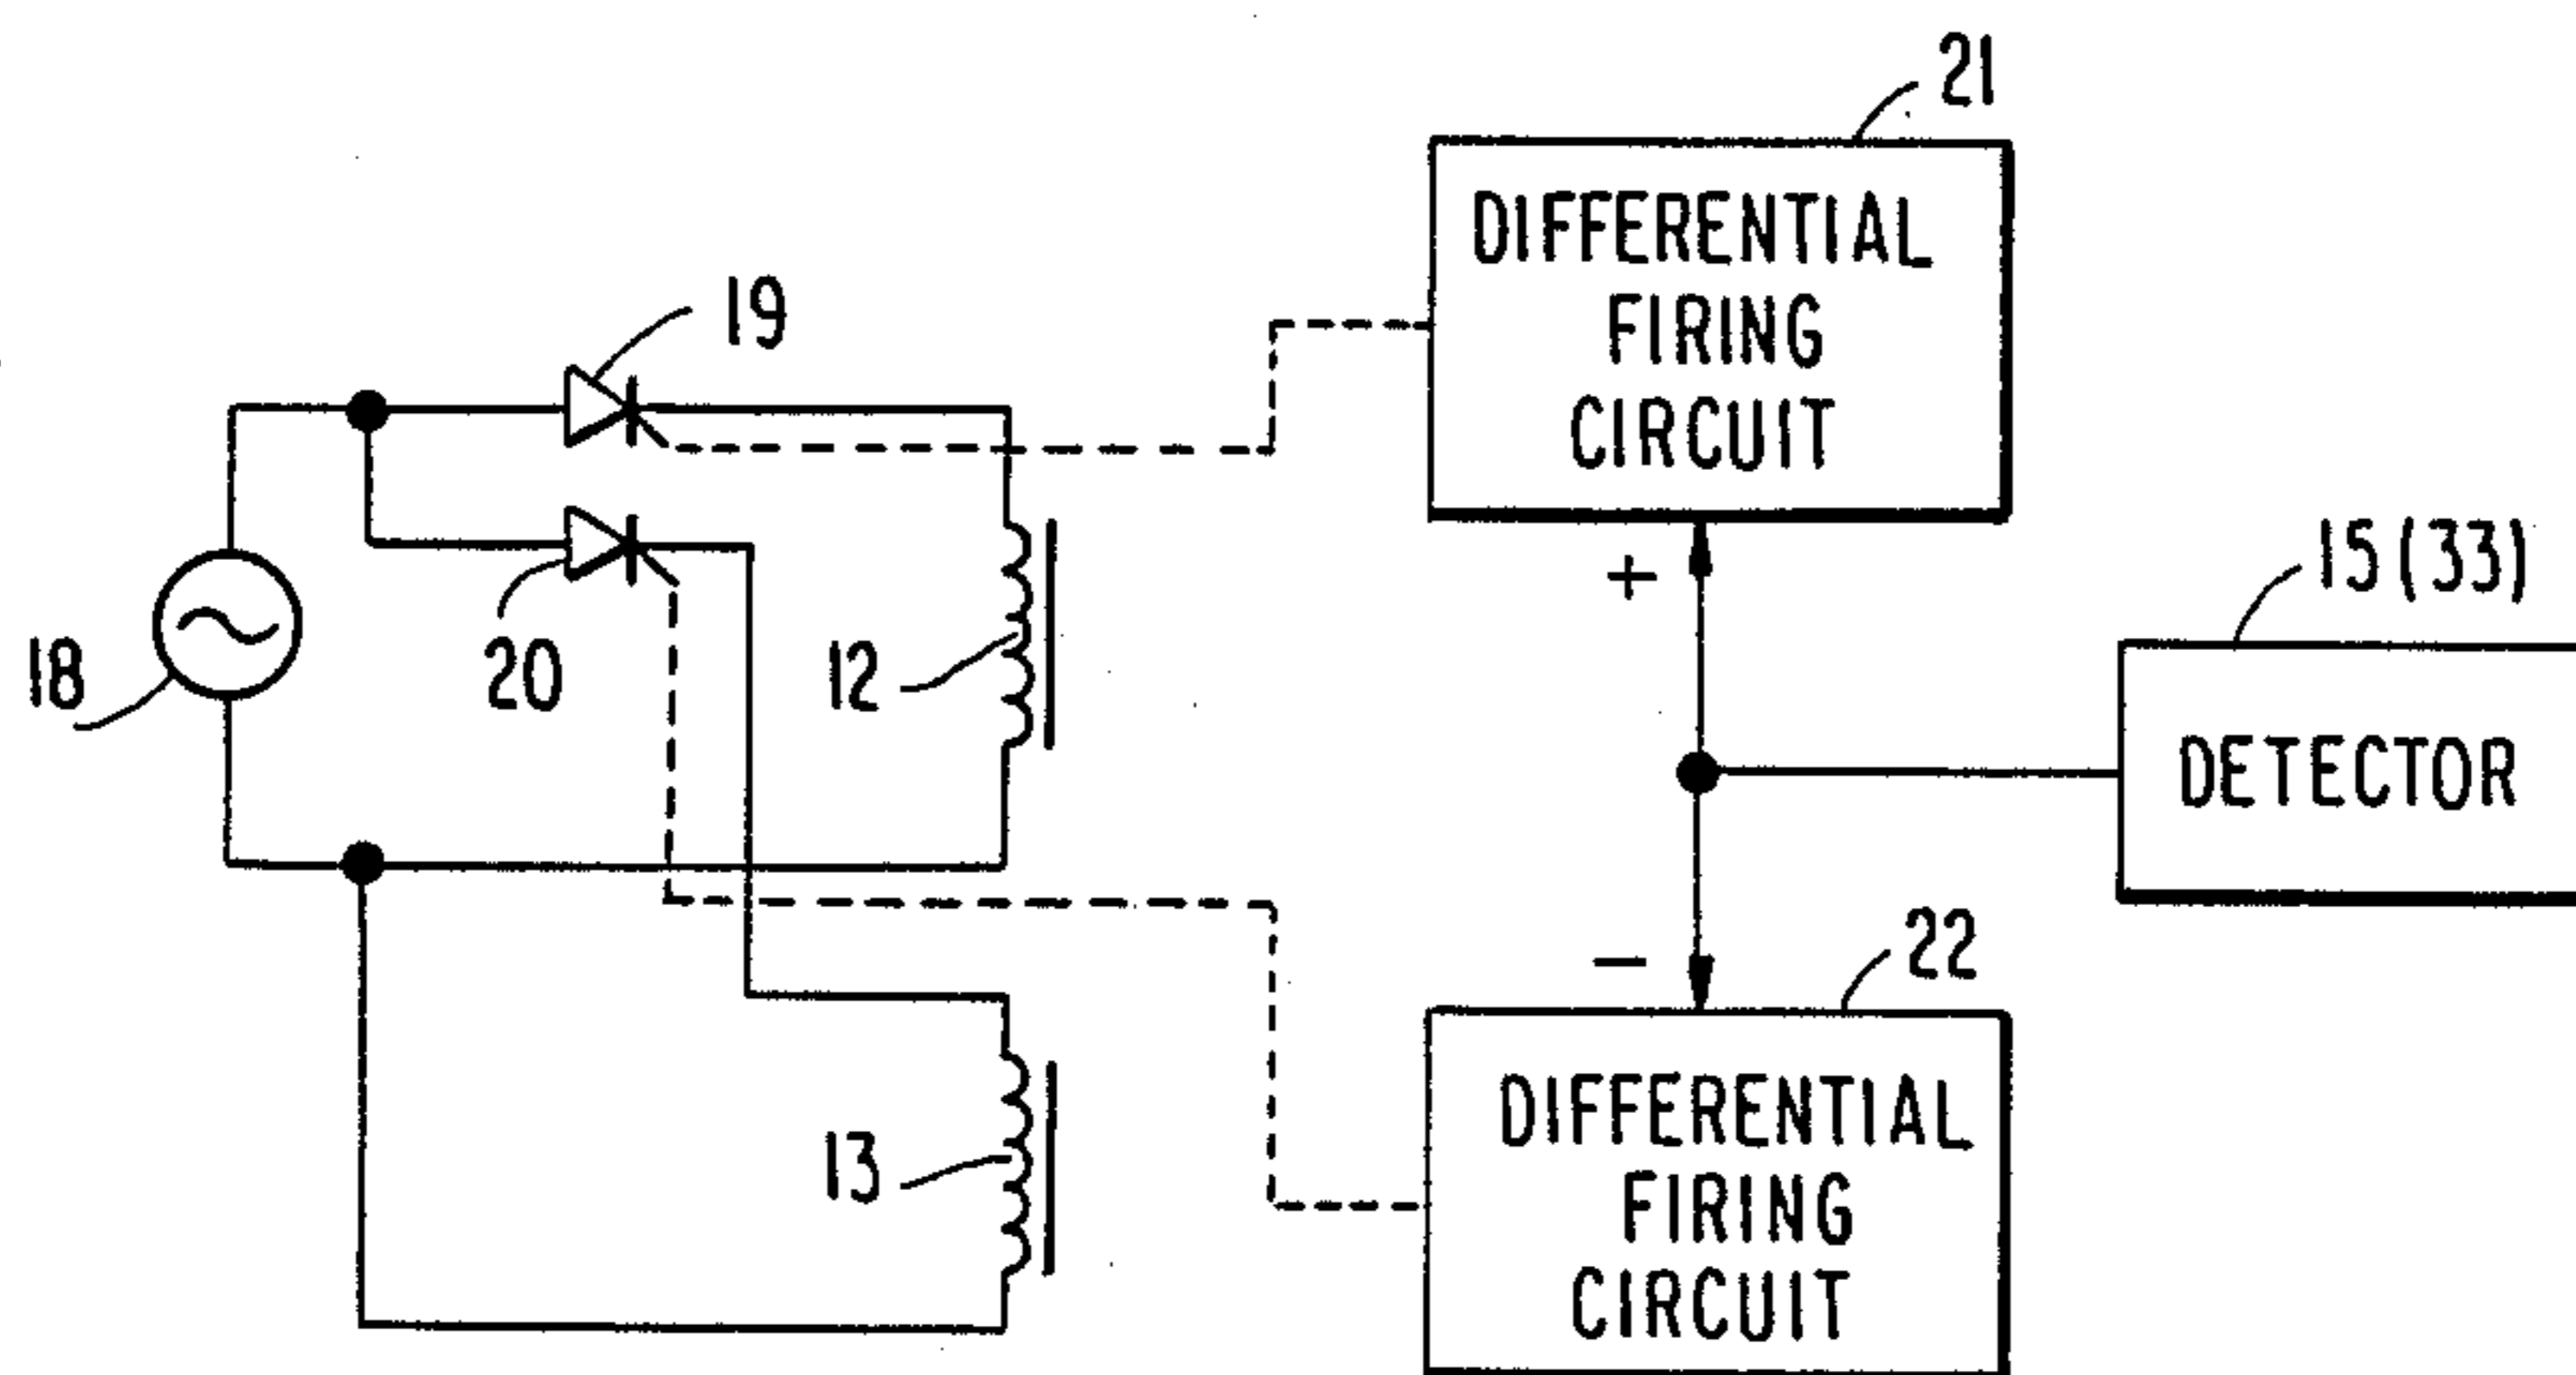 21
DIFFERENTIAL
FIRING
CIRCUIT
19
15(33)
+
18
20
12
DETECTOR
-
22
13
DIFFERENTIAL
FIRING
CIRCUIT